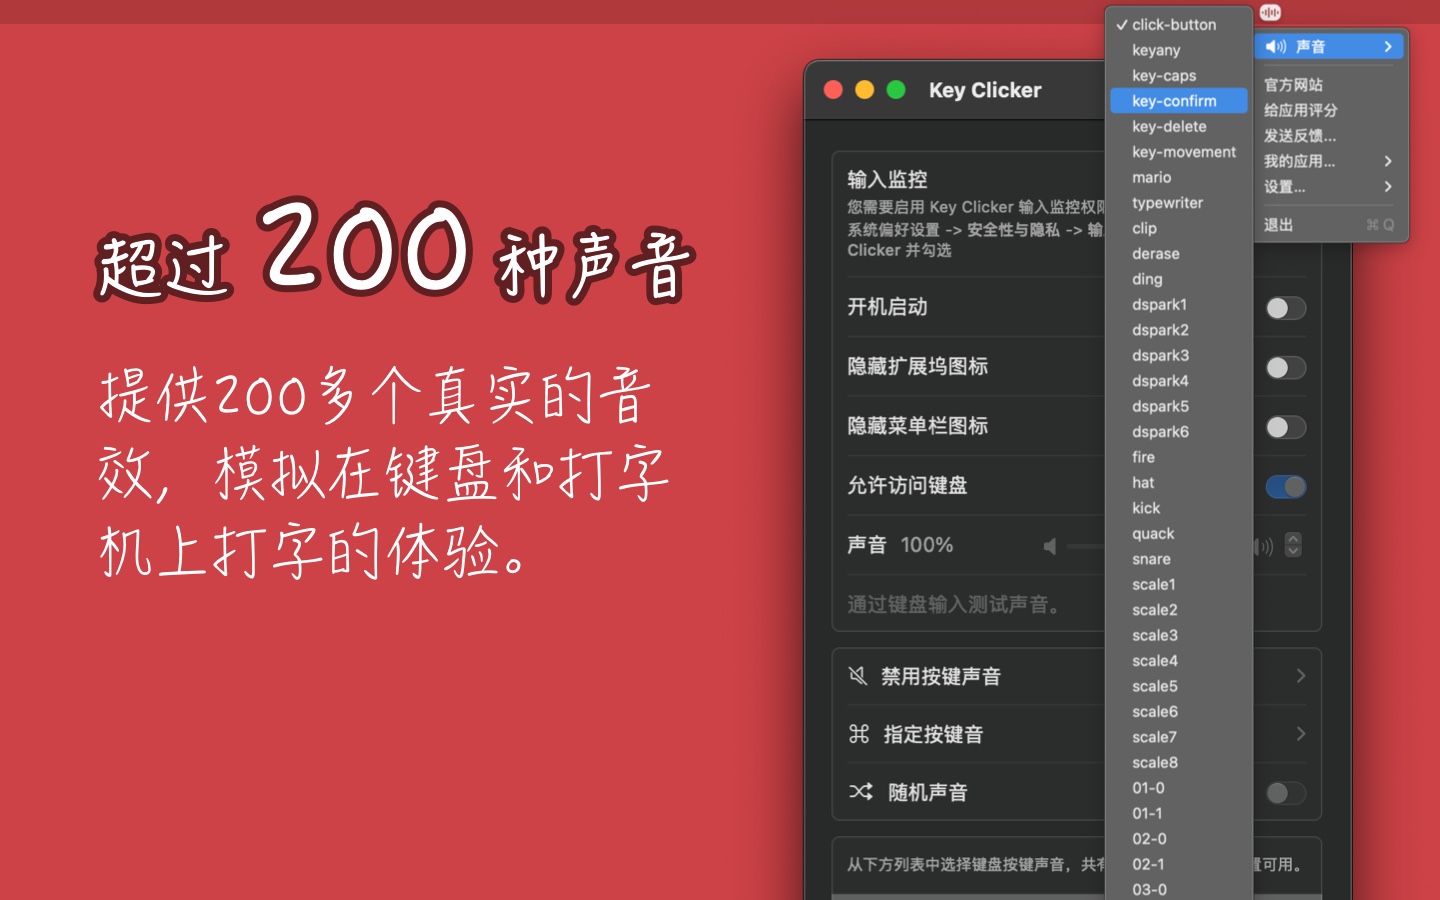 超过 200 种声音
提供200多个真实的音
效，模拟在键盘和打字
机上打字的体验。
Key Clicker
输入监控
您需要启用 Key Clicker 输入监控权限
系统偏好设置 -> 安全性与隐私 -> 输
Clicker 并勾选
开机启动
隐藏扩展坞图标
隐藏菜单栏图标
允许访问键盘
声音 100%
通过键盘输入测试声音。
禁用按键声音
指定按键音
随机声音
从下方列表中选择键盘按键声音，共有
置可用。
✓ click-button
keyany
key-caps
key-confirm
key-delete
key-movement
mario
typewriter
clip
derase
ding
dspark1
dspark2
dspark3
dspark4
dspark5
dspark6
fire
hat
kick
quack
snare
scale1
scale2
scale3
scale4
scale5
scale6
scale7
scale8
01-0
01-1
02-0
02-1
03-0
声音
官方网站
给应用评分
发送反馈...
我的应用...
设置...
退出 ⌘ Q